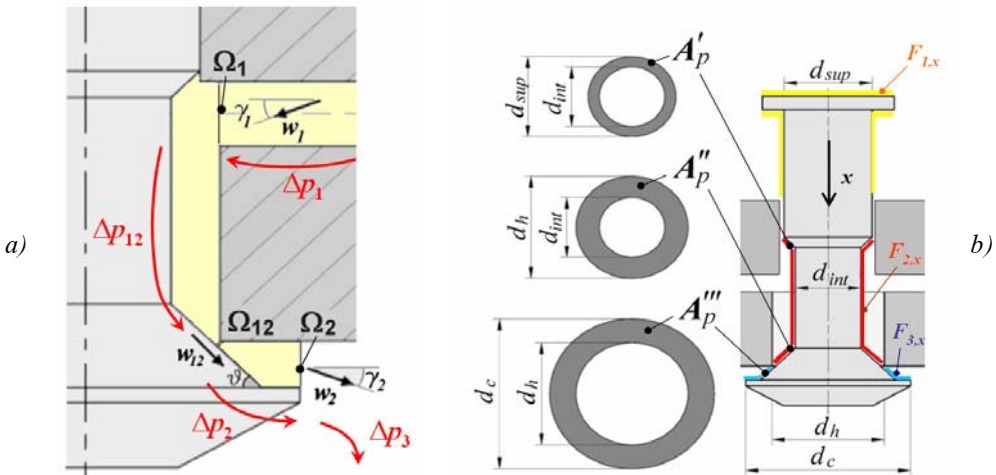 a)
Ω1
γ1
w1
Δp1
Δp12
Ω12
Ω2
w12
ϑ
w2
γ2
Δp2
Δp3
A'p
dsup
dint
A''p
dh
dint
A'''p
dc
dh
b)
F1,x
dsup
x
dint
F2,x
F3,x
dh
dc